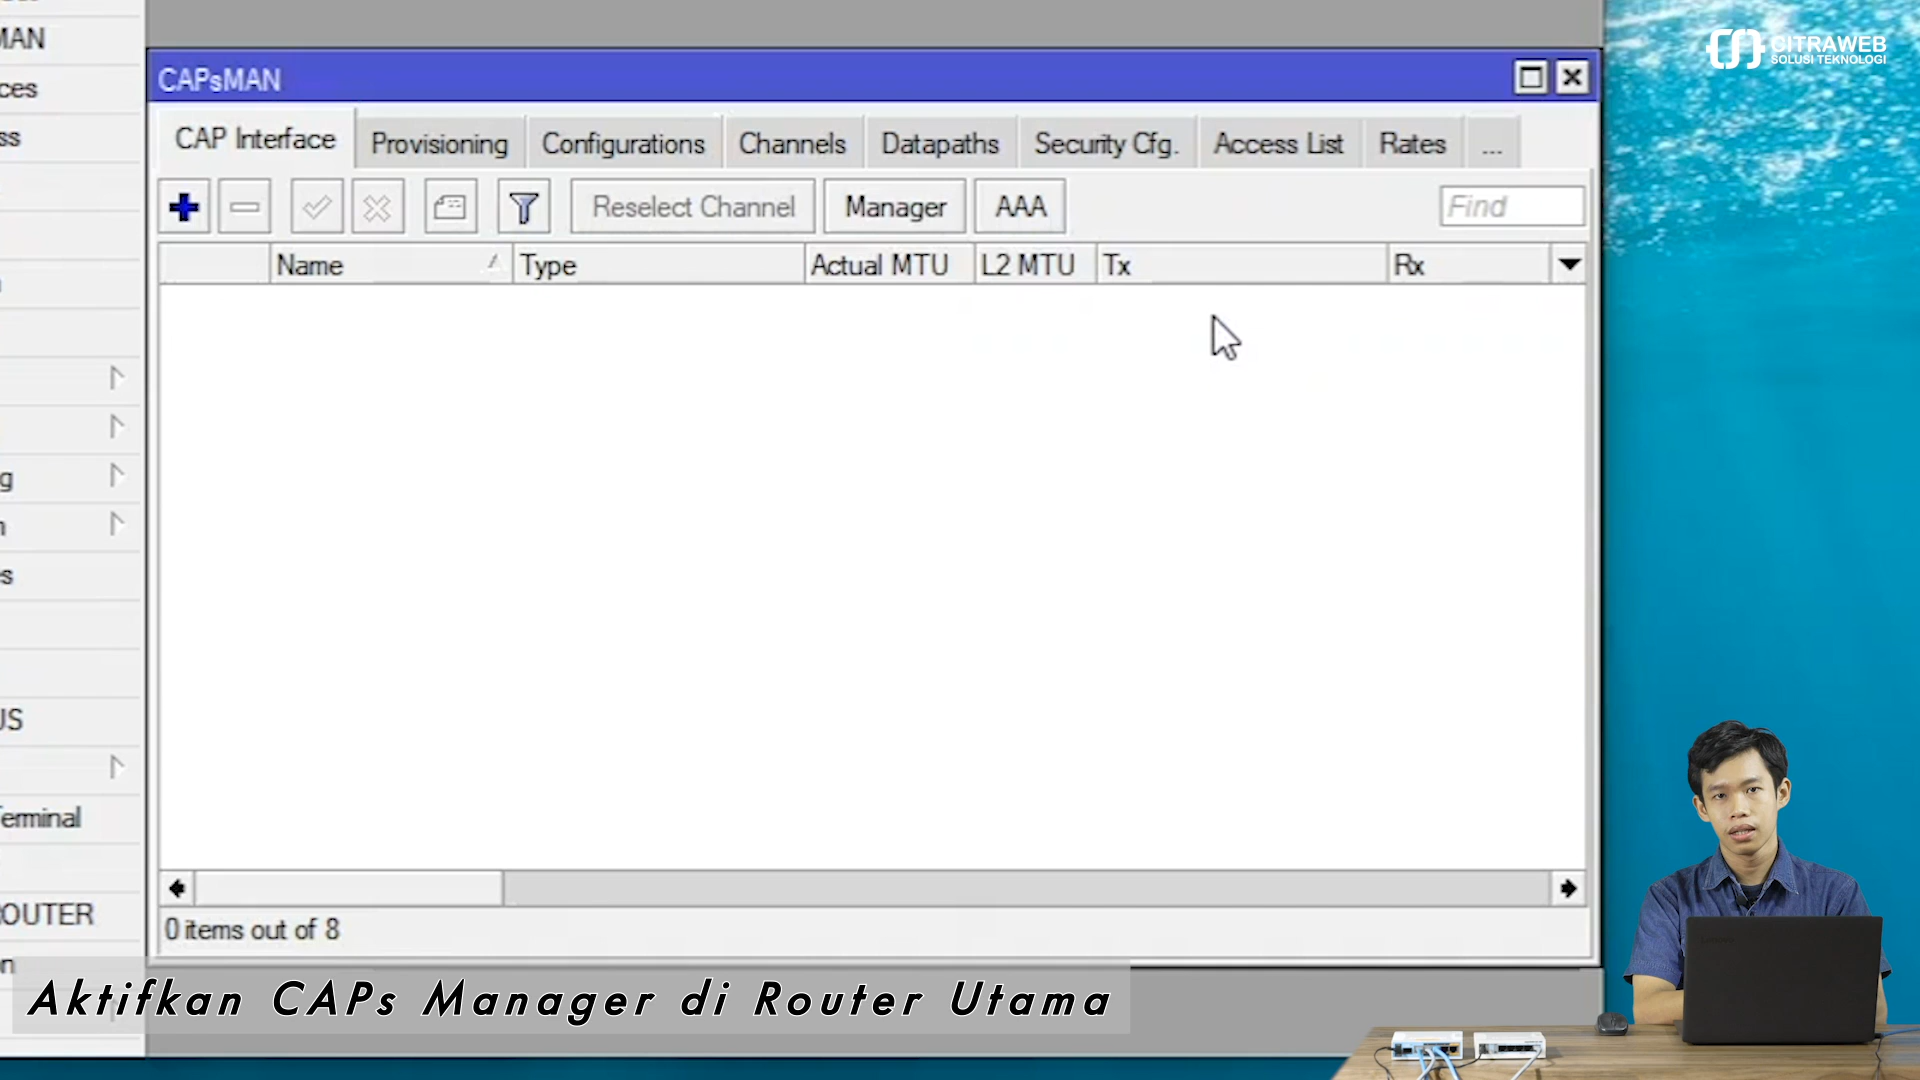 CITRAWEB
SOLUSI TEKNOLOGI
MAN
CAPsMAN
ces
ss
CAP Interface Provisioning Configurations Channels Datapaths Security Cfg. Access List Rates ...
Reselect Channel Manager AAA Find
Name Type Actual MTU L2 MTU Tx Rx
g
n
s
US
Terminal
OUTER
0 items out of 8
n
Aktifkan CAPs Manager di Router Utama